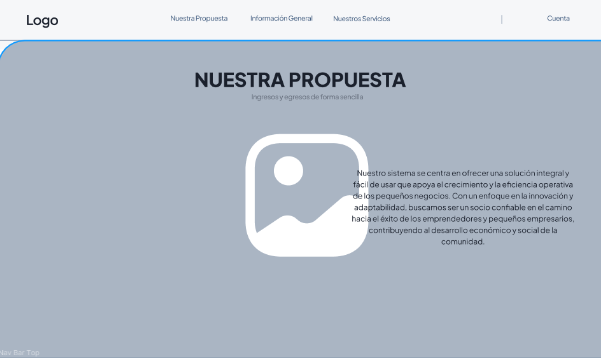 Logo
Nuestra Propuesta
Información General
Nuestros Servicios
Cuenta
NUESTRA PROPUESTA
Ingresos y egresos de forma sencilla
Nuestro sistema se centra en ofrecer una solución integral y
fácil de usar que apoya el crecimiento y la eficiencia operativa
de los pequeños negocios. Con un enfoque en la innovación y
adaptabilidad, buscamos ser un socio confiable en el camino
hacia el éxito de los emprendedores y pequeños empresarios,
contribuyendo al desarrollo económico y social de la
comunidad.
Nav Bar Top